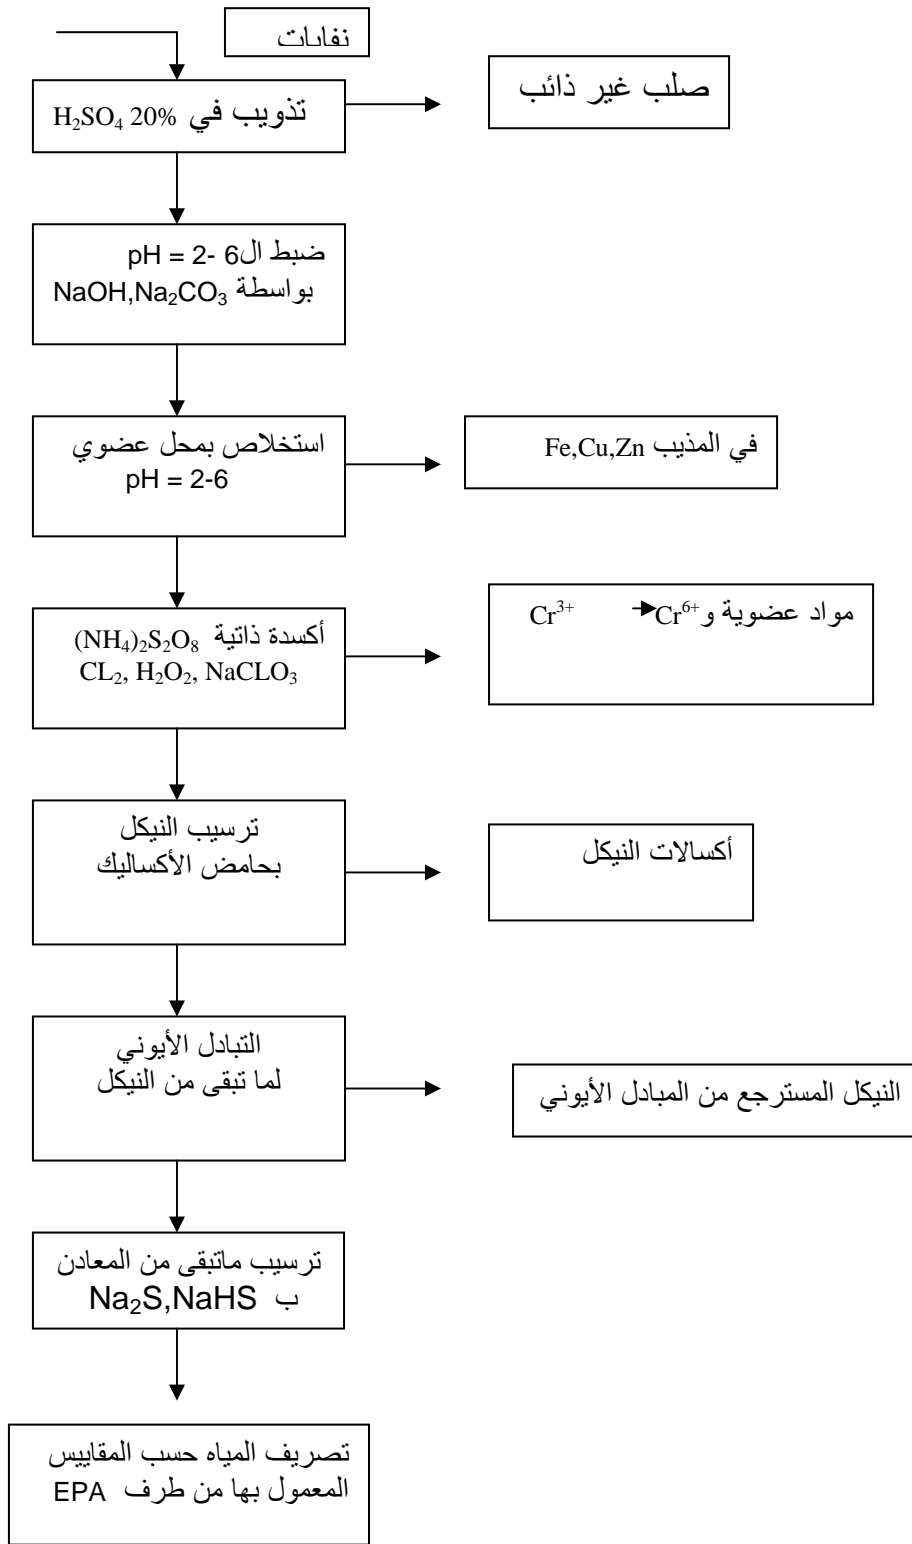 نفايات
تذويب في H₂SO₄ 20%
صلب غير ذائب
ضبط ال pH = 2- 6
بواسطة NaOH,Na₂CO₃
استخلاص بمحل عضوي
pH = 2-6
في المذيب Fe,Cu,Zn
أكسدة ذاتية (NH₄)₂S₂O₈
CL₂, H₂O₂, NaCLO₃
مواد عضوية و Cr³⁺ → Cr⁶⁺
ترسيب النيكل
بحامض الأكساليك
أكسالات النيكل
التبادل الأيوني
لما تبقى من النيكل
النيكل المسترجع من المبادل الأيوني
ترسيب ماتبقى من المعادن
ب Na₂S,NaHS
تصريف المياه حسب المقاييس
المعمول بها من طرف EPA